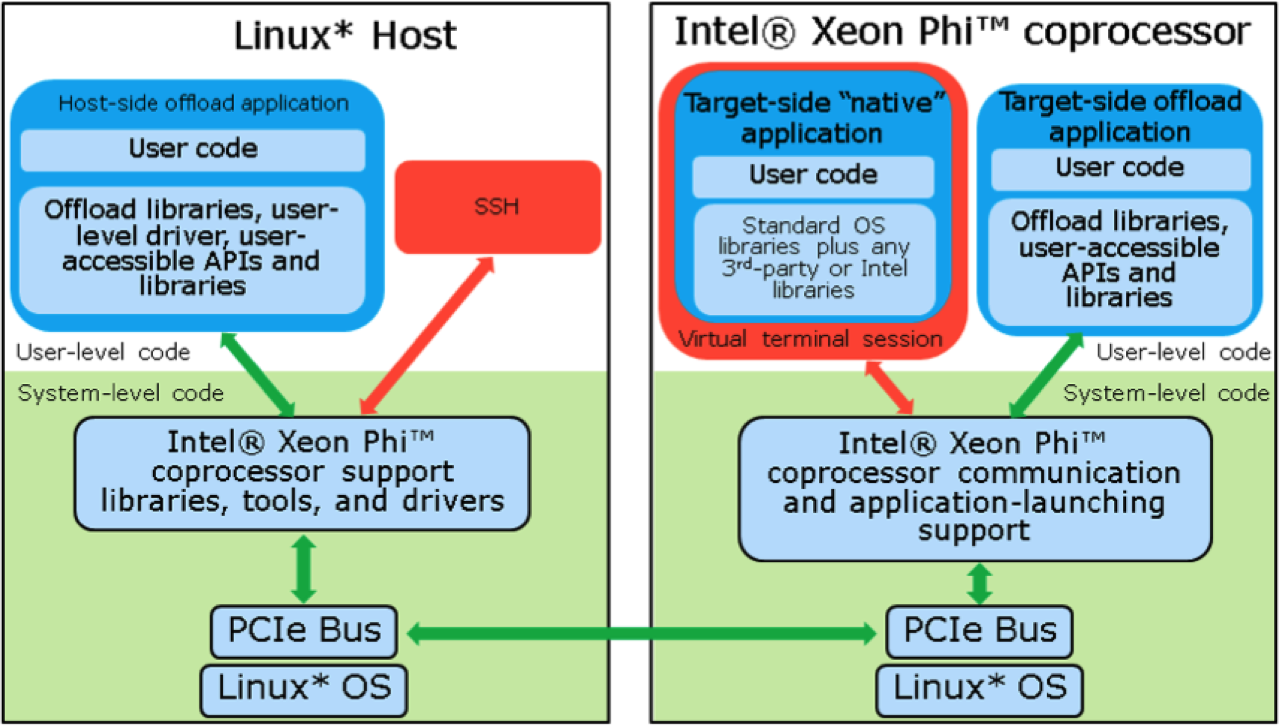 Linux* Host
Host-side offload application
User code
Offload libraries, user-
level driver, user-
accessible APIs and
libraries
SSH
User-level code
System-level code
Intel® Xeon Phi™
coprocessor support
libraries, tools, and drivers
PCIe Bus
Linux* OS
Intel® Xeon Phi™ coprocessor
Target-side “native”
application
User code
Standard OS
libraries plus any
3rd-party or Intel
libraries
Virtual terminal session
Target-side offload
application
User code
Offload libraries,
user-accessible
APIs and
libraries
User-level code
System-level code
Intel® Xeon Phi™
coprocessor communication
and application-launching
support
PCIe Bus
Linux* OS